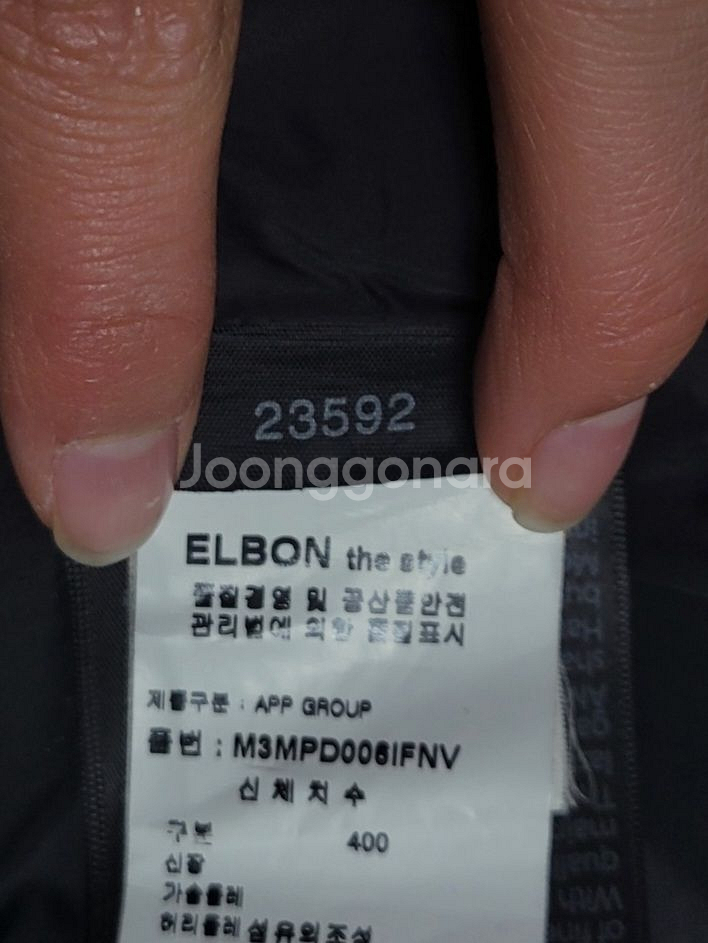 23592
Joonggonara
ELBON the style
품질경영 및 공산품안전
관리법에 의한 품질표시
제품구분 : APP GROUP
품번 : M3MPD006IFNV
신체치수
구분 400
신장
가슴둘레
허리둘레 섬유의조성